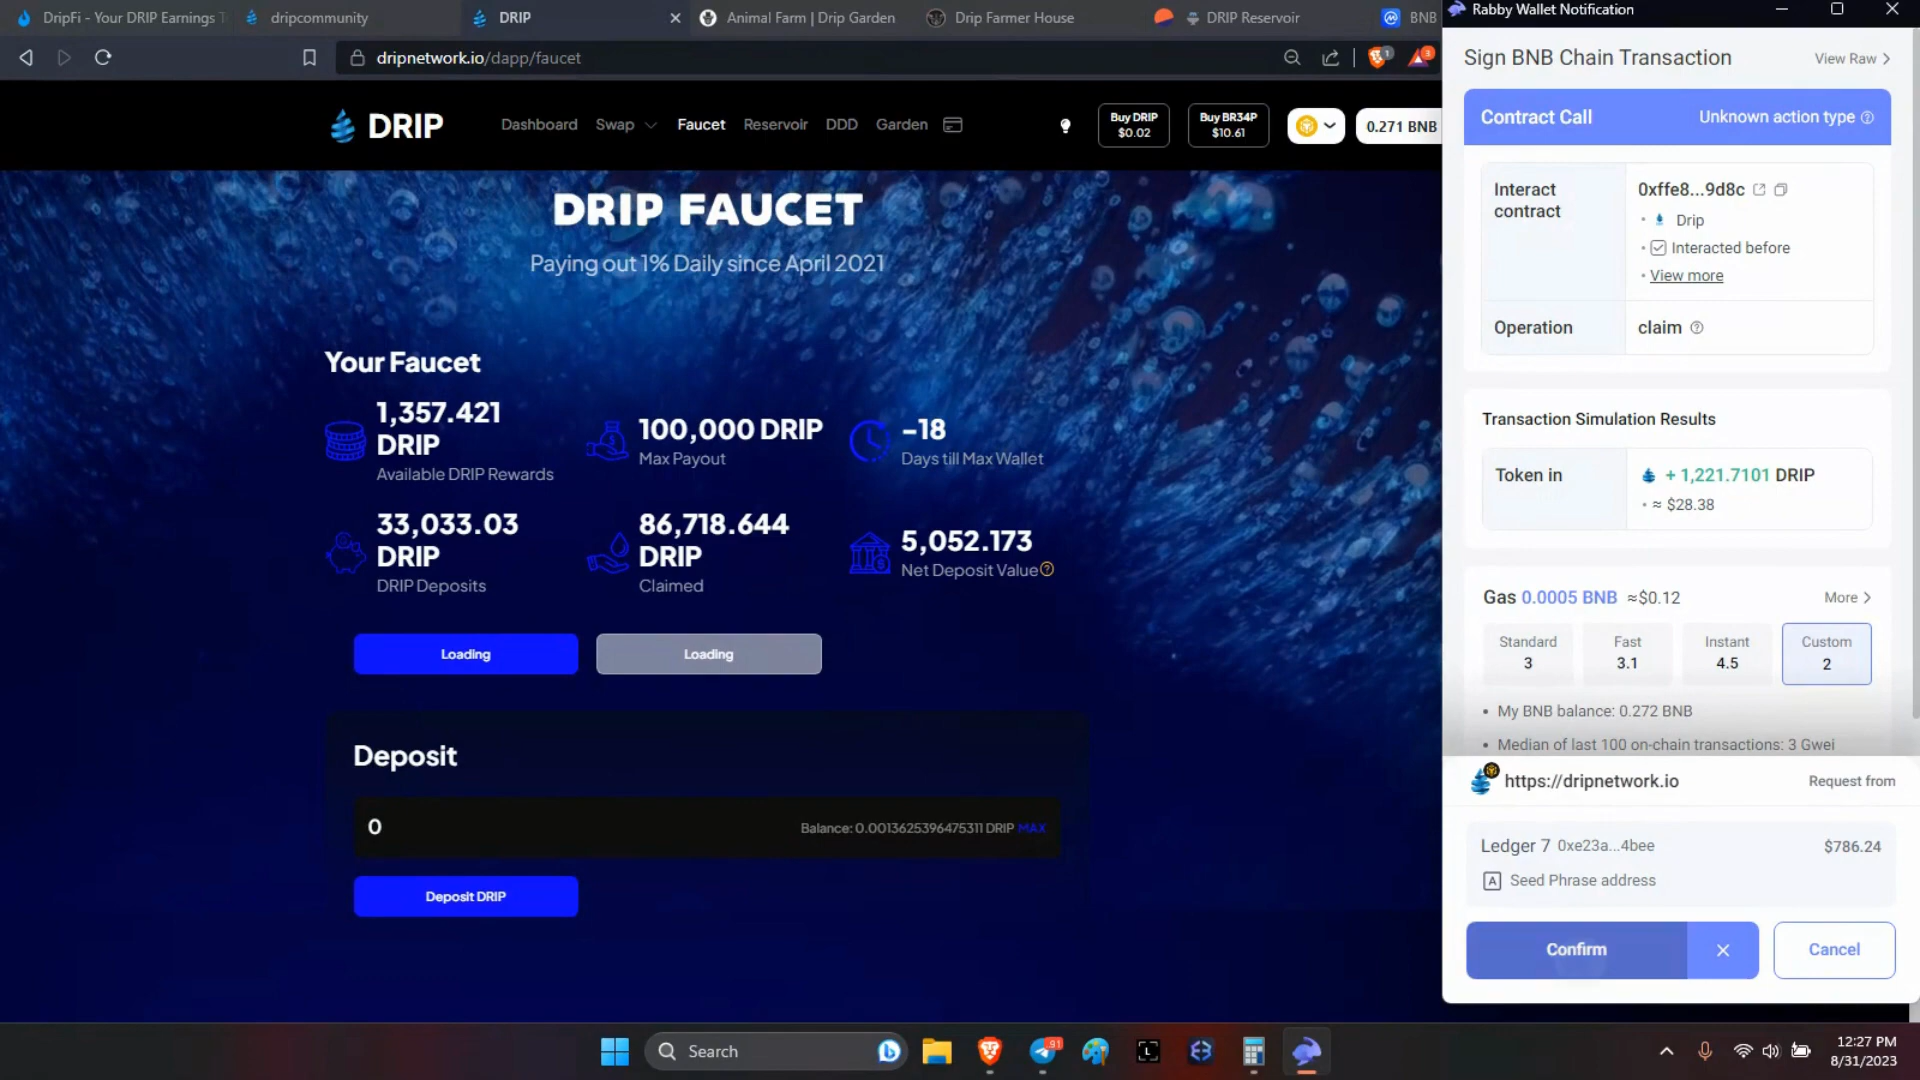 DripFi - Your DRIP Earnings T
dripcommunity
DRIP
Animal Farm | Drip Garden
Drip Farmer House
DRIP Reservoir
BNB
dripnetwork.io/dapp/faucet
1
3
DRIP
Dashboard
Swap
Faucet
Reservoir
DDD
Garden
Buy DRIP
$0.02
Buy BR34P
$10.61
0.271 BNB
DRIP FAUCET
Paying out 1% Daily since April 2021
Your Faucet
1,357.421
DRIP
Available DRIP Rewards
100,000 DRIP
Max Payout
-18
Days till Max Wallet
33,033.03
DRIP
DRIP Deposits
86,718.644
DRIP
Claimed
5,052.173
Net Deposit Value
Loading
Loading
Deposit
0
Balance: 0.0013625396475311 DRIP MAX
Deposit DRIP
Rabby Wallet Notification
Sign BNB Chain Transaction
View Raw
Contract Call
Unknown action type
Interact
contract
0xffe8...9d8c
• Drip
• Interacted before
• View more
Operation
claim
Transaction Simulation Results
Token in
+ 1,221.7101 DRIP
• ≈ $28.38
Gas 0.0005 BNB ≈$0.12
More
Standard
3
Fast
3.1
Instant
4.5
Custom
2
• My BNB balance: 0.272 BNB
• Median of last 100 on-chain transactions: 3 Gwei
https://dripnetwork.io
Request from
Ledger 7 0xe23a...4bee
$786.24
A Seed Phrase address
Confirm
Cancel
Search
91
L
12:27 PM
8/31/2023